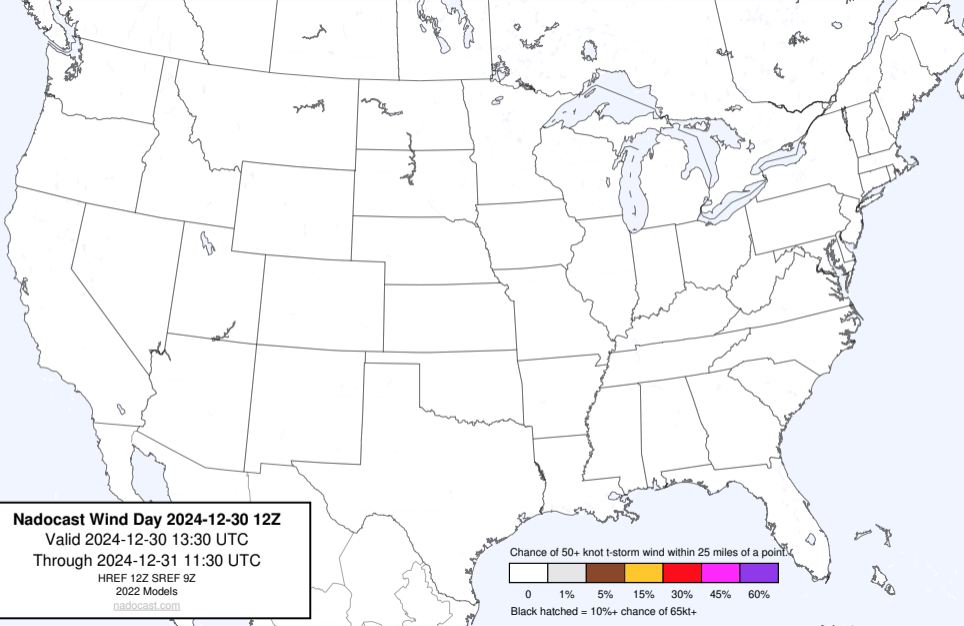 Nadocast Wind Day 2024-12-30 12Z
Valid 2024-12-30 13:30 UTC
Through 2024-12-31 11:30 UTC
HREF 12Z SREF 9Z
2022 Models
nadocast.com
Chance of 50+ knot t-storm wind within 25 miles of a point.
0 1% 5% 15% 30% 45% 60%
Black hatched = 10%+ chance of 65kt+